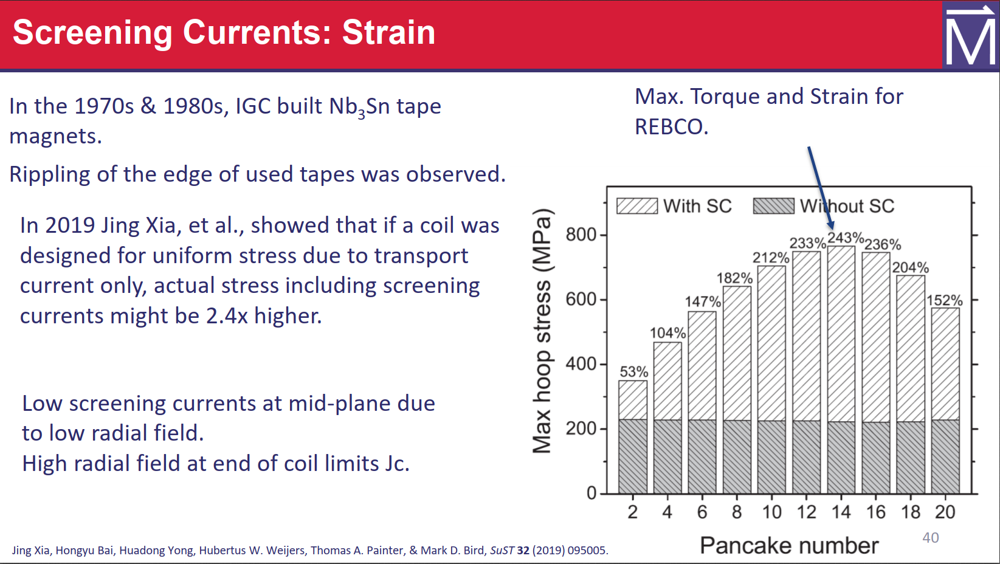 Screening Currents: Strain
M
In the 1970s & 1980s, IGC built Nb₃Sn tape
magnets.
Rippling of the edge of used tapes was observed.
In 2019 Jing Xia, et al., showed that if a coil was
designed for uniform stress due to transport
current only, actual stress including screening
currents might be 2.4x higher.
Low screening currents at mid-plane due
to low radial field.
High radial field at end of coil limits Jc.
Max. Torque and Strain for
REBCO.
With SC
Without SC
Max hoop stress (MPa)
800
600
400
200
0
53%
104%
147%
182%
212%
233%
243%
236%
204%
152%
2 4 6 8 10 12 14 16 18 20
Pancake number
40
Jing Xia, Hongyu Bai, Huadong Yong, Hubertus W. Weijers, Thomas A. Painter, & Mark D. Bird, SuST 32 (2019) 095005.